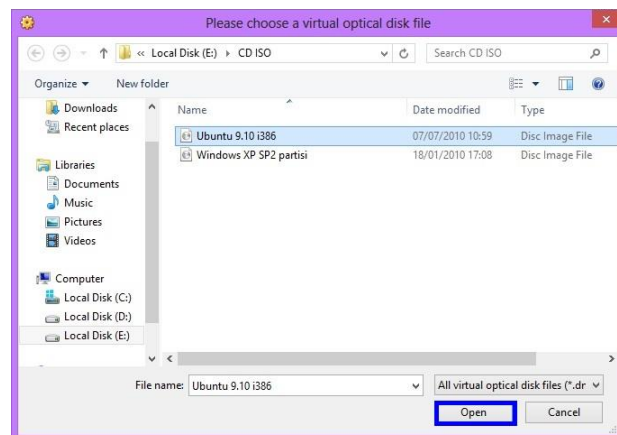 Please choose a virtual optical disk file
« Local Disk (E:) ▸ CD ISO
Search CD ISO
Organize
New folder
Downloads
Recent places
Libraries
Documents
Music
Pictures
Videos
Computer
Local Disk (C:)
Local Disk (D:)
Local Disk (E:)
Name Date modified Type
Ubuntu 9.10 i386 07/07/2010 10:59 Disc Image File
Windows XP SP2 partisi 18/01/2010 17:08 Disc Image File
File name: Ubuntu 9.10 i386
All virtual optical disk files (*.dr
Open
Cancel